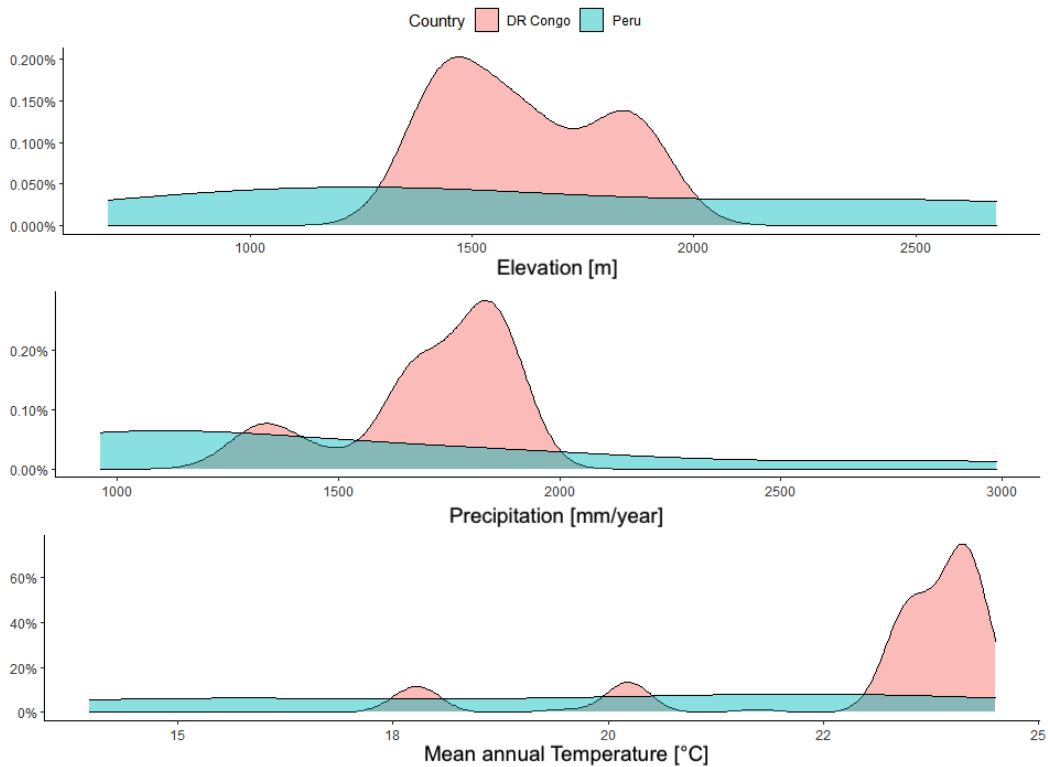 Country DR Congo Peru
0.200%
0.150%
0.100%
0.050%
0.000%
1000 1500 2000 2500
Elevation [m]
0.20%
0.10%
0.00%
1000 1500 2000 2500 3000
Precipitation [mm/year]
60%
40%
20%
0%
15 18 20 22 25
Mean annual Temperature [°C]